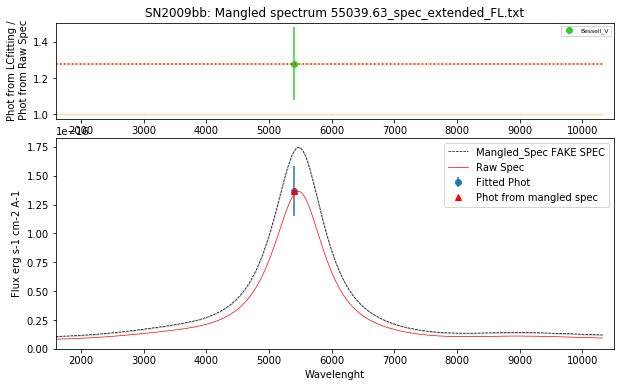 SN2009bb: Mangled spectrum 55039.63_spec_extended_FL.txt
Phot from LCfitting /
Phot from Raw Spec
1.4
1.2
1.0
Bessell_V
2000 3000 4000 5000 6000 7000 8000 9000 10000
1e−16
Flux erg s-1 cm-2 A-1
1.75
1.50
1.25
1.00
0.75
0.50
0.25
0.00
Mangled_Spec FAKE SPEC
Raw Spec
Fitted Phot
Phot from mangled spec
2000 3000 4000 5000 6000 7000 8000 9000 10000
Wavelenght